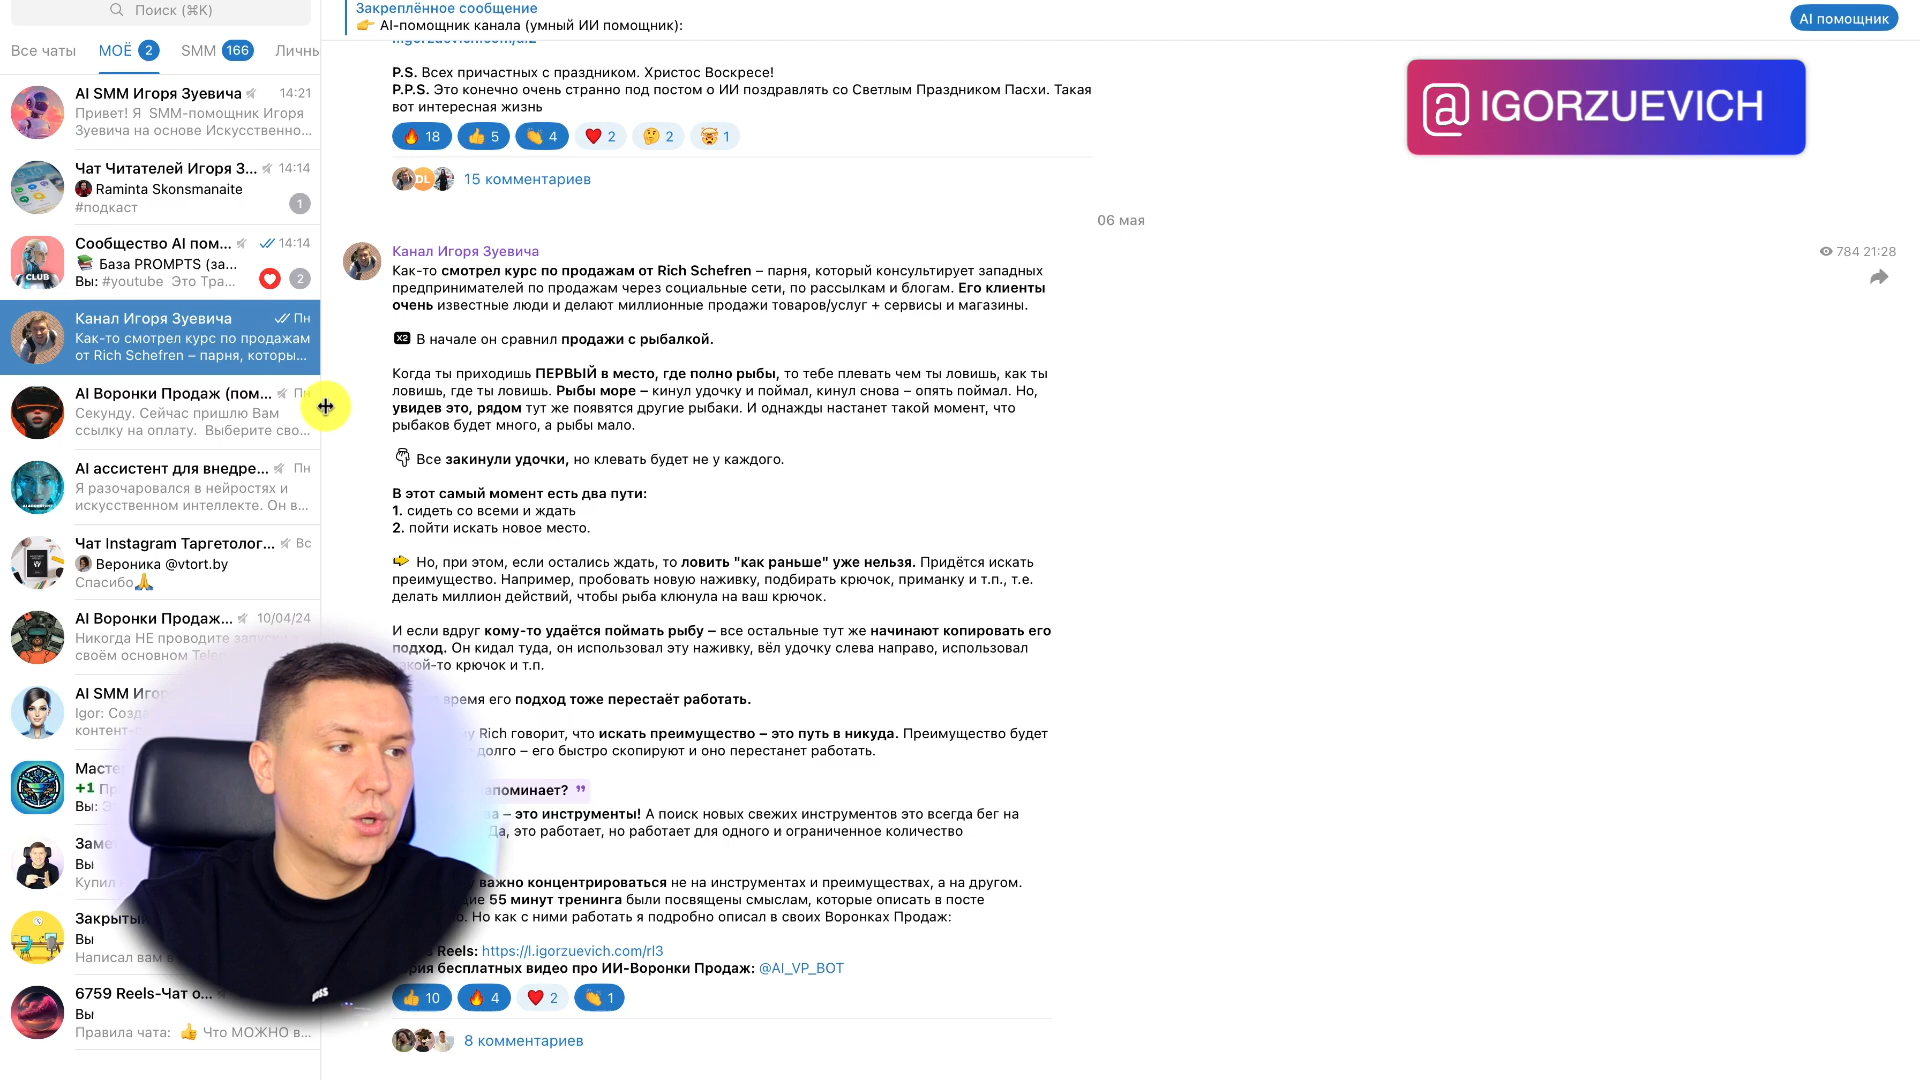 Поиск (⌘K)
Все чаты МОЁ 2 SMM 166 Личны
AI SMM Игоря Зуевича 14:21
Привет! Я SMM-помощник Игоря
Зуевича на основе Искусственно...
Чат Читателей Игоря З... 14:14
Raminta Skonsmanaite
#подкаст 1
Сообщество AI пом... 14:14
База PROMPTS (за...
Вы: #youtube Это Тра... 2
CLUB
Канал Игоря Зуевича Пн
Как-то смотрел курс по продажам
от Rich Schefren – парня, которы...
AI Воронки Продаж (пом... Пн
Секунду. Сейчас пришлю Вам
ссылку на оплату. Выберите сво...
AI ассистент для внедре... Пн
Я разочаровался в нейростях и
искусственном интеллекте. Он в...
Чат Instagram Таргетолог... Вс
Вероника @vtort.by
Спасибо🙏
AI Воронки Продаж... 10/04/24
Никогда НЕ проводите запуски
своём основном
AI SMM
Igor:
Вы:
Вы
Купил
Закрытый
Вы
Написал вам в
6759 Reels-Чат о...
Вы
Правила чата: 👍 Что МОЖНО в...
Закреплённое сообщение
👉 AI-помощник канала (умный ИИ помощник):
AI помощник
@IGORZUEVICH
P.S. Всех причастных с праздником. Христос Воскресе!
P.P.S. Это конечно очень странно под постом о ИИ поздравлять со Светлым Праздником Пасхи. Такая
вот интересная жизнь
🔥 18 👍 5 👏 4 ❤️ 2 🤔 2 🤯 1
DL 15 комментариев
06 мая
Канал Игоря Зуевича 784 21:28
Как-то смотрел курс по продажам от Rich Schefren – парня, который консультирует западных
предпринимателей по продажам через социальные сети, по рассылкам и блогам. Его клиенты
очень известные люди и делают миллионные продажи товаров/услуг + сервисы и магазины.
X2 В начале он сравнил продажи с рыбалкой.
Когда ты приходишь ПЕРВЫЙ в место, где полно рыбы, то тебе плевать чем ты ловишь, как ты
ловишь, где ты ловишь. Рыбы море – кинул удочку и поймал, кинул снова – опять поймал. Но,
увидев это, рядом тут же появятся другие рыбаки. И однажды настанет такой момент, что
рыбаков будет много, а рыбы мало.
👇 Все закинули удочки, но клевать будет не у каждого.
В этот самый момент есть два пути:
1. сидеть со всеми и ждать
2. пойти искать новое место.
👉 Но, при этом, если остались ждать, то ловить "как раньше" уже нельзя. Придётся искать
преимущество. Например, пробовать новую наживку, подбирать крючок, приманку и т.п., т.е.
делать миллион действий, чтобы рыба клюнула на ваш крючок.
И если вдруг кому-то удаётся поймать рыбу – все остальные тут же начинают копировать его
подход. Он кидал туда, он использовал эту наживку, вёл удочку слева направо, использовал
какой-то крючок и т.п.
время его подход тоже перестаёт работать.
Rich говорит, что искать преимущество – это путь в никуда. Преимущество будет
долго – его быстро скопируют и оно перестанет работать.
апоминает?
– это инструменты! А поиск новых свежих инструментов это всегда бег на
Да, это работает, но работает для одного и ограниченное количество
важно концентрироваться не на инструментах и преимуществах, а на другом.
55 минут тренинга были посвящены смыслам, которые описать в посте
Но как с ними работать я подробно описал в своих Воронках Продаж:
Reels: https://l.igorzuevich.com/rl3
бесплатных видео про ИИ-Воронки Продаж: @AI_VP_BOT
👍 10 🔥 4 ❤️ 2 👏 1
8 комментариев